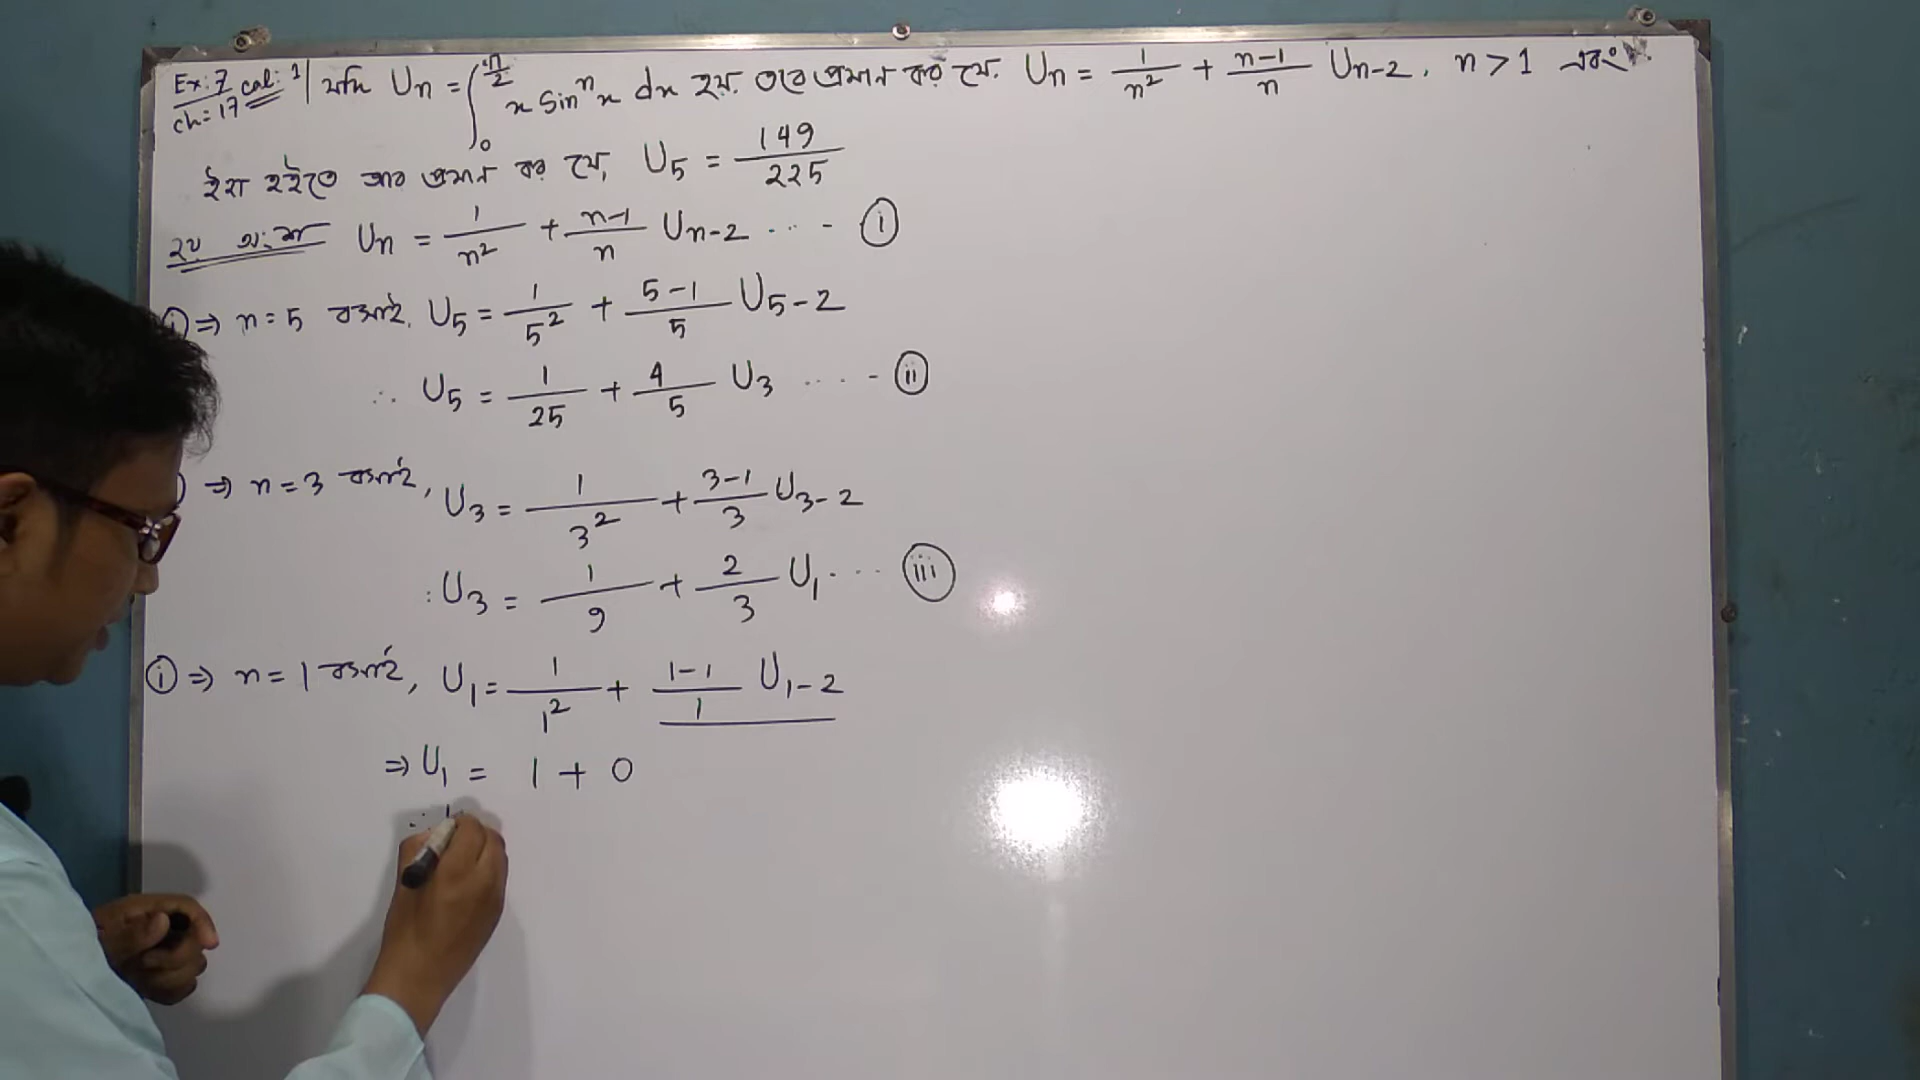 Ex: 7 cal: 1 | যদি Uₙ = ∫₀^(π/2) x Sinⁿx dx হয়. তবে প্রমান কর যে. Uₙ = 1/n² + (n-1)/n Uₙ₋₂ . n > 1 এবং
ch: 17
ইহা হইতে আর প্রমান কর যে, U₅ = 149/225
২য় অংশ Uₙ = 1/n² + (n-1)/n Uₙ₋₂ ... - (i)
(i) ⇒ n = 5 বসাই, U₅ = 1/5² + (5-1)/5 U₅₋₂
∴ U₅ = 1/25 + 4/5 U₃ .... - (ii)
⇒ n = 3 বসাই, U₃ = 1/3² + (3-1)/3 U₃₋₂
∴ U₃ = 1/9 + 2/3 U₁ ... (iii)
(i) ⇒ n = 1 বসাই, U₁ = 1/1² + (1-1)/1 U₁₋₂
⇒ U₁ = 1 + 0
∴